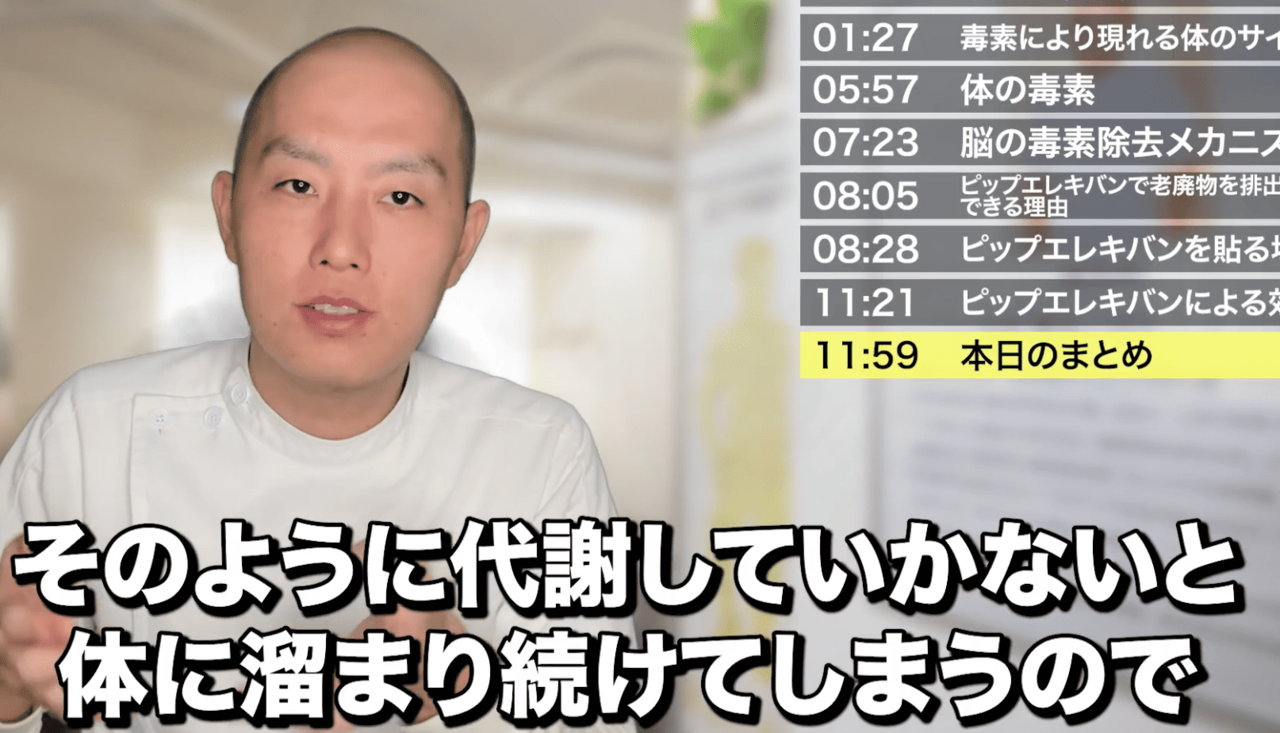 01:27 毒素により現れる体のサイ
05:57 体の毒素
07:23 脳の毒素除去メカニス
08:05 ピップエレキバンで老廃物を排出
できる理由
08:28 ピップエレキバンを貼る
11:21 ピップエレキバンによる効
11:59 本日のまとめ
そのように代謝していかないと
体に溜まり続けてしまうので